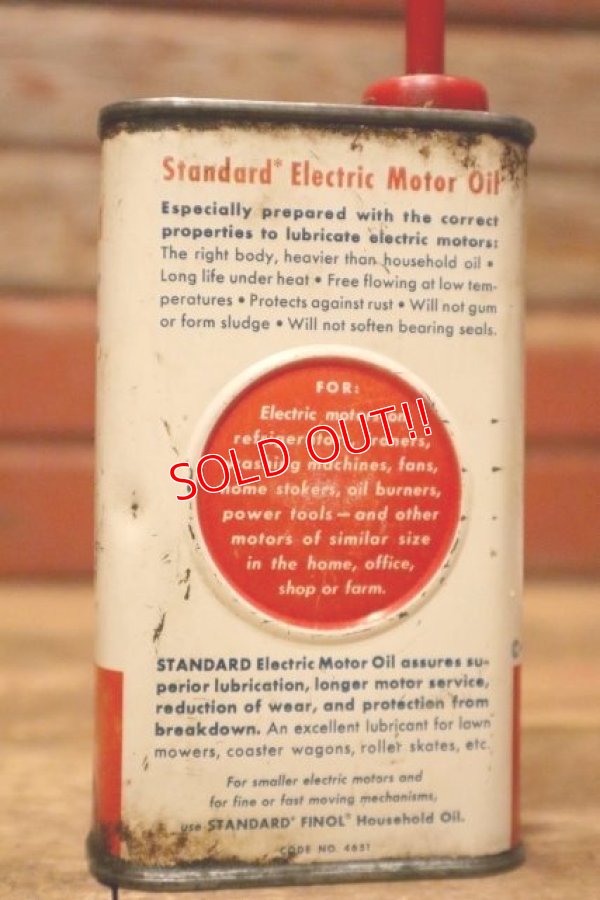 Standard* Electric Motor Oil
Especially prepared with the correct
properties to lubricate electric motors:
The right body, heavier than household oil •
Long life under heat • Free flowing at low tem-
peratures • Protects against rust • Will not gum
or form sludge • Will not soften bearing seals.
FOR:
Electric motors on
SOLD OUT!!
washing machines, fans,
home stokers, oil burners,
power tools—and other
motors of similar size
in the home, office,
shop or farm.
STANDARD Electric Motor Oil assures su-
perior lubrication, longer motor service,
reduction of wear, and protection from
breakdown. An excellent lubricant for lawn
mowers, coaster wagons, roller skates, etc.
For smaller electric motors and
for fine or fast moving mechanisms,
use STANDARD* FINOL* Household Oil.
CODE NO. 4651